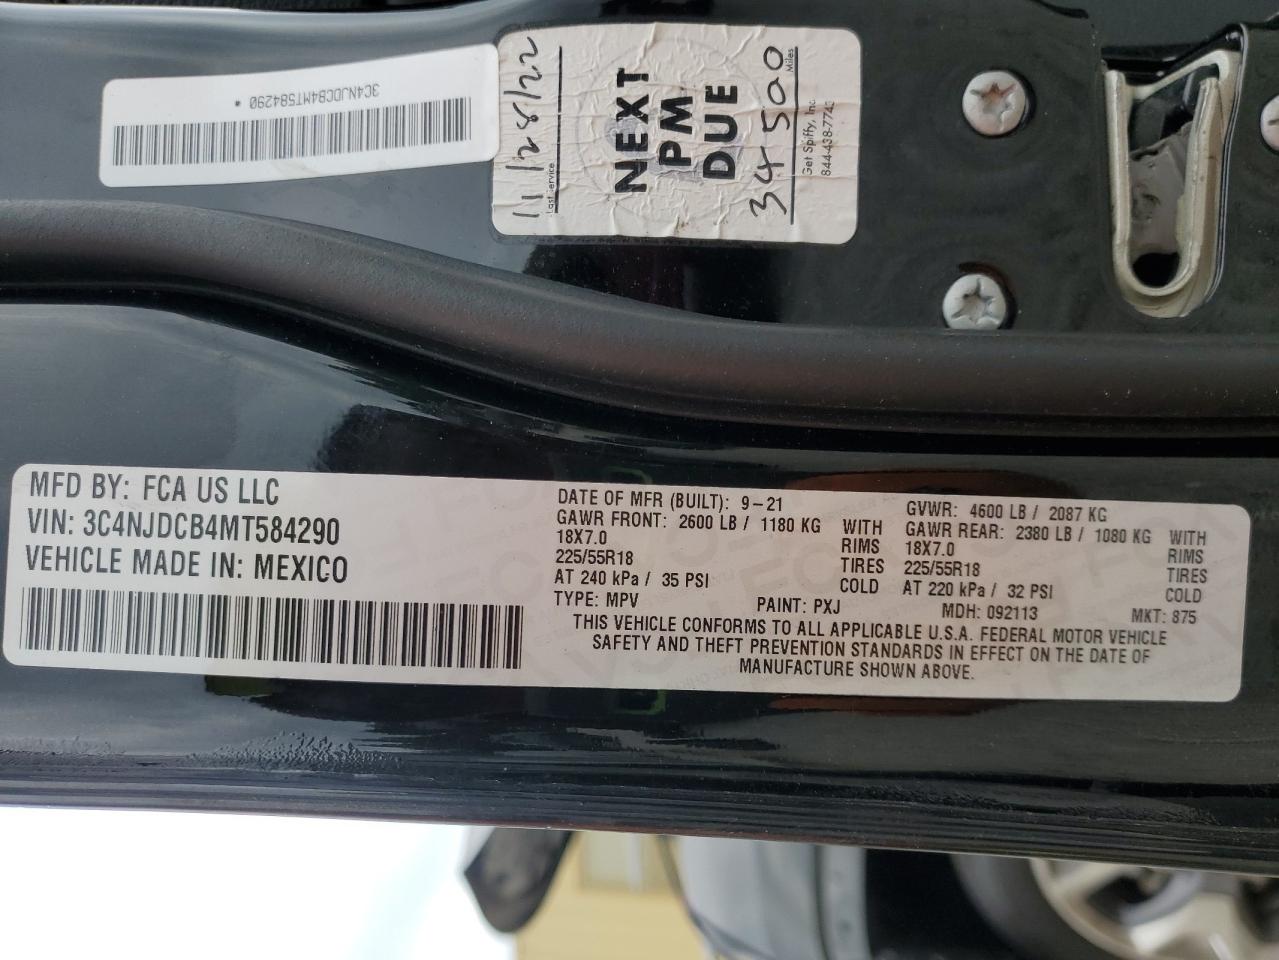 3C4NJDCB4MT584290 *
11/28/22
Last Service
NEXT
PM
DUE
34500
Miles
Get Spiffy, Inc.
844-438-7743
MFD BY: FCA US LLC
VIN: 3C4NJDCB4MT584290
VEHICLE MADE IN: MEXICO
DATE OF MFR (BUILT): 9-21
GAWR FRONT: 2600 LB / 1180 KG WITH
18X7.0 RIMS
225/55R18 TIRES
AT 240 kPa / 35 PSI COLD
GVWR: 4600 LB / 2087 KG
GAWR REAR: 2380 LB / 1080 KG WITH
18X7.0 RIMS
225/55R18 TIRES
AT 220 kPa / 32 PSI COLD
TYPE: MPV PAINT: PXJ MDH: 092113 MKT: 875
THIS VEHICLE CONFORMS TO ALL APPLICABLE U.S.A. FEDERAL MOTOR VEHICLE
SAFETY AND THEFT PREVENTION STANDARDS IN EFFECT ON THE DATE OF
MANUFACTURE SHOWN ABOVE.